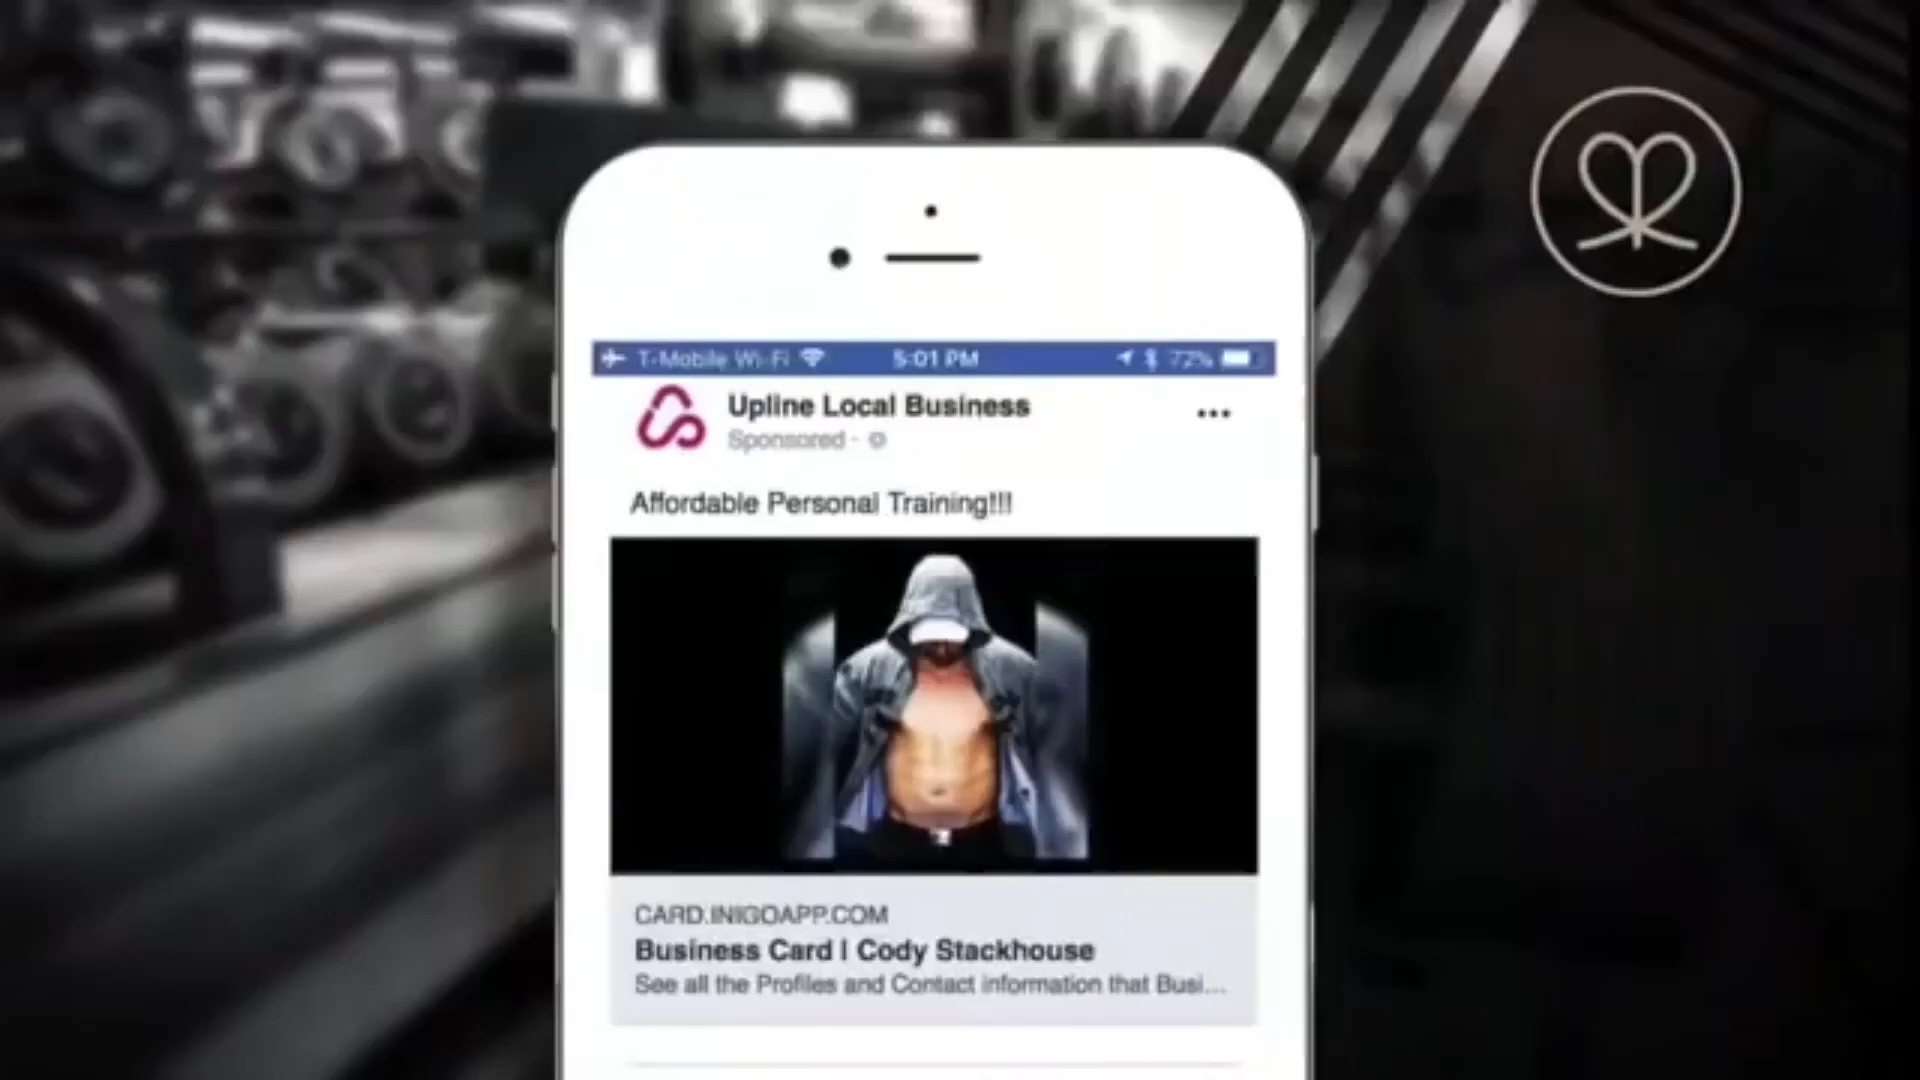 T-Mobile Wi-Fi 5:01 PM 72%
Upline Local Business
Sponsored ·
Affordable Personal Training!!!
CARD.INIGOAPP.COM
Business Card | Cody Stackhouse
See all the Profiles and Contact information that Busi...